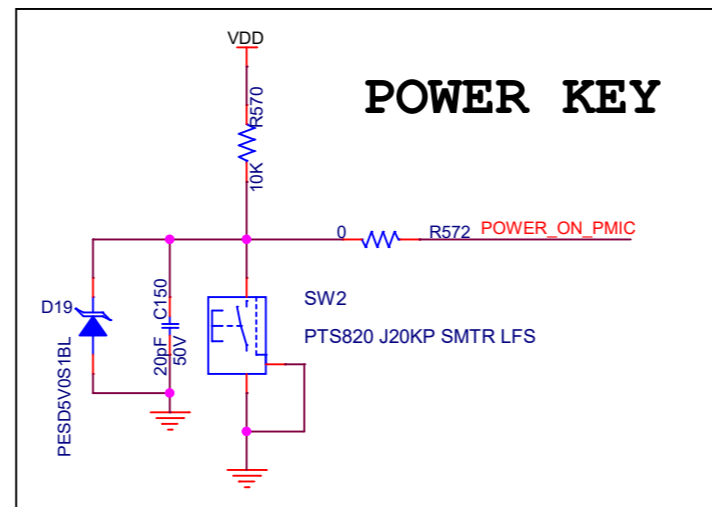 VDD
POWER KEY
R570
10K
0
R572
POWER_ON_PMIC
D19
C150
SW2
20pF
50V
PTS820 J20KP SMTR LFS
PESD5V0S1BL